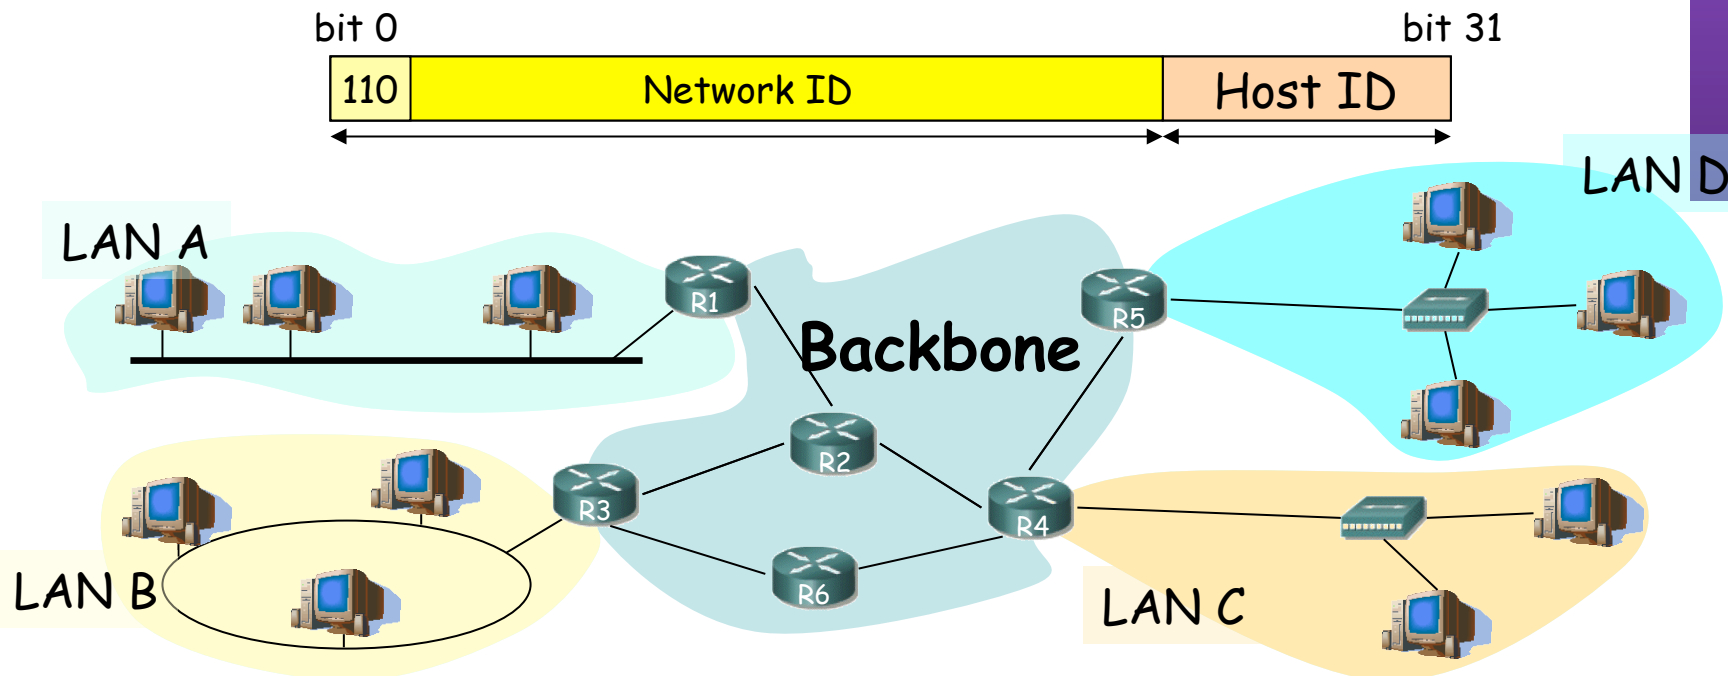 bit 0
bit 31
110
Network ID
Host ID
LAN D
LAN A
R1
R5
Backbone
R2
R3
R4
R6
LAN B
LAN C